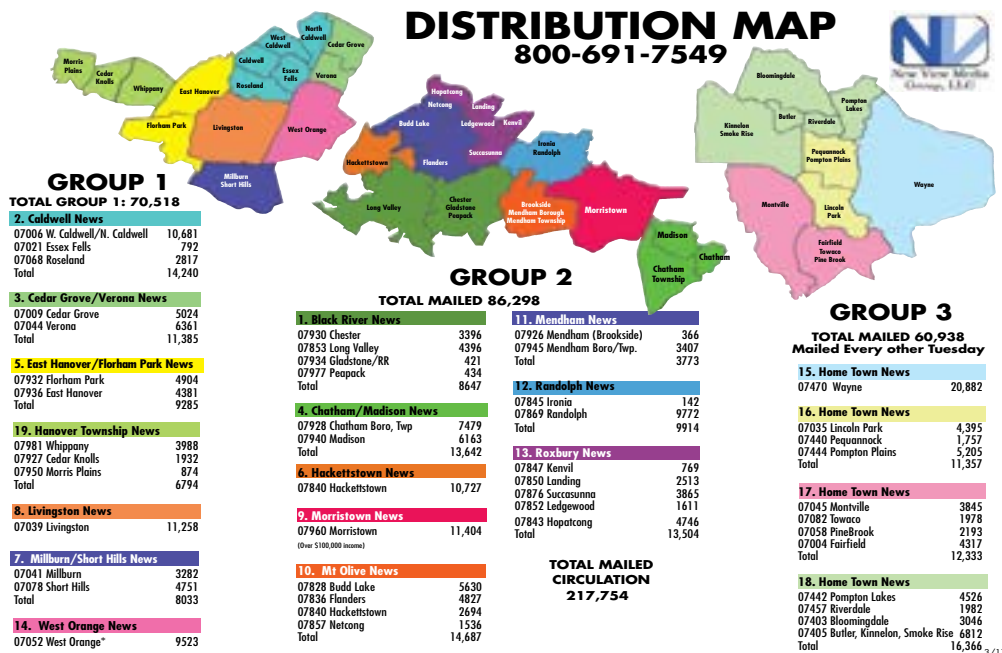 DISTRIBUTION MAP
800-691-7549
New View Media
Group, LLC
Morris
Plains
Cedar
Knolls
Whippany
East Hanover
Florham Park
Livingston
Millburn
Short Hills
West Orange
Roseland
Caldwell
West
Caldwell
North
Caldwell
Essex
Fells
Cedar Grove
Verona
Hopatcong
Netcong
Landing
Budd Lake
Ledgewood
Kenvil
Succasunna
Flanders
Hackettstown
Ironia
Randolph
Long Valley
Chester
Gladstone
Peapack
Brookside
Mendham Borough
Mendham Township
Morristown
Madison
Chatham
Chatham
Township
Bloomingdale
Butler
Riverdale
Pompton
Lakes
Kinnelon
Smoke Rise
Pequannock
Pompton Plains
Wayne
Montville
Lincoln
Park
Fairfield
Towaco
Pine Brook
GROUP 1
TOTAL GROUP 1: 70,518
2. Caldwell News
07006 W. Caldwell/N. Caldwell 10,681
07021 Essex Fells 792
07068 Roseland 2817
Total 14,240
3. Cedar Grove/Verona News
07009 Cedar Grove 5024
07044 Verona 6361
Total 11,385
5. East Hanover/Florham Park News
07932 Florham Park 4904
07936 East Hanover 4381
Total 9285
19. Hanover Township News
07981 Whippany 3988
07927 Cedar Knolls 1932
07950 Morris Plains 874
Total 6794
8. Livingston News
07039 Livingston 11,258
7. Millburn/Short Hills News
07041 Millburn 3282
07078 Short Hills 4751
Total 8033
14. West Orange News
07052 West Orange* 9523
GROUP 2
TOTAL MAILED 86,298
1. Black River News
07930 Chester 3396
07853 Long Valley 4396
07934 Gladstone/RR 421
07977 Peapack 434
Total 8647
4. Chatham/Madison News
07928 Chatham Boro, Twp 7479
07940 Madison 6163
Total 13,642
6. Hackettstown News
07840 Hackettstown 10,727
9. Morristown News
07960 Morristown 11,404
(Over $100,000 income)
10. Mt Olive News
07828 Budd Lake 5630
07836 Flanders 4827
07840 Hackettstown 2694
07857 Netcong 1536
Total 14,687
11. Mendham News
07926 Mendham (Brookside) 366
07945 Mendham Boro/Twp. 3407
Total 3773
12. Randolph News
07845 Ironia 142
07869 Randolph 9772
Total 9914
13. Roxbury News
07847 Kenvil 769
07850 Landing 2513
07876 Succasunna 3865
07852 Ledgewood 1611
07843 Hopatcong 4746
Total 13,504
TOTAL MAILED
CIRCULATION
217,754
GROUP 3
TOTAL MAILED 60,938
Mailed Every other Tuesday
15. Home Town News
07470 Wayne 20,882
16. Home Town News
07035 Lincoln Park 4,395
07440 Pequannock 1,757
07444 Pompton Plains 5,205
Total 11,357
17. Home Town News
07045 Montville 3845
07082 Towaco 1978
07058 PineBrook 2193
07004 Fairfield 4317
Total 12,333
18. Home Town News
07442 Pompton Lakes 4526
07457 Riverdale 1982
07403 Bloomingdale 3046
07405 Butler, Kinnelon, Smoke Rise 6812
Total 16,366